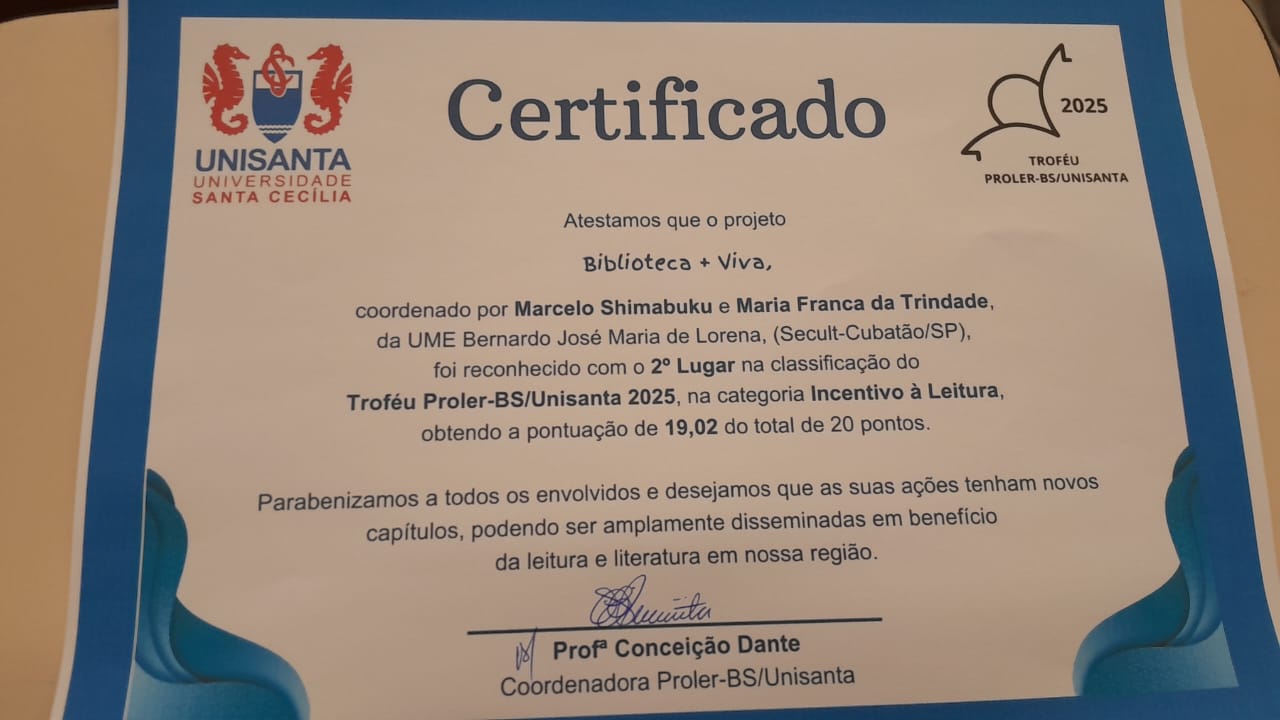 UNISANTA
UNIVERSIDADE
SANTA CECÍLIA
Certificado
2025
TROFÉU
PROLER-BS/UNISANTA
Atestamos que o projeto
Biblioteca + Viva,
coordenado por Marcelo Shimabuku e Maria Franca da Trindade,
da UME Bernardo José Maria de Lorena, (Secult-Cubatão/SP),
foi reconhecido com o 2º Lugar na classificação do
Troféu Proler-BS/Unisanta 2025, na categoria Incentivo à Leitura,
obtendo a pontuação de 19,02 do total de 20 pontos.
Parabenizamos a todos os envolvidos e desejamos que as suas ações tenham novos
capítulos, podendo ser amplamente disseminadas em benefício
da leitura e literatura em nossa região.
Profª Conceição Dante
Coordenadora Proler-BS/Unisanta